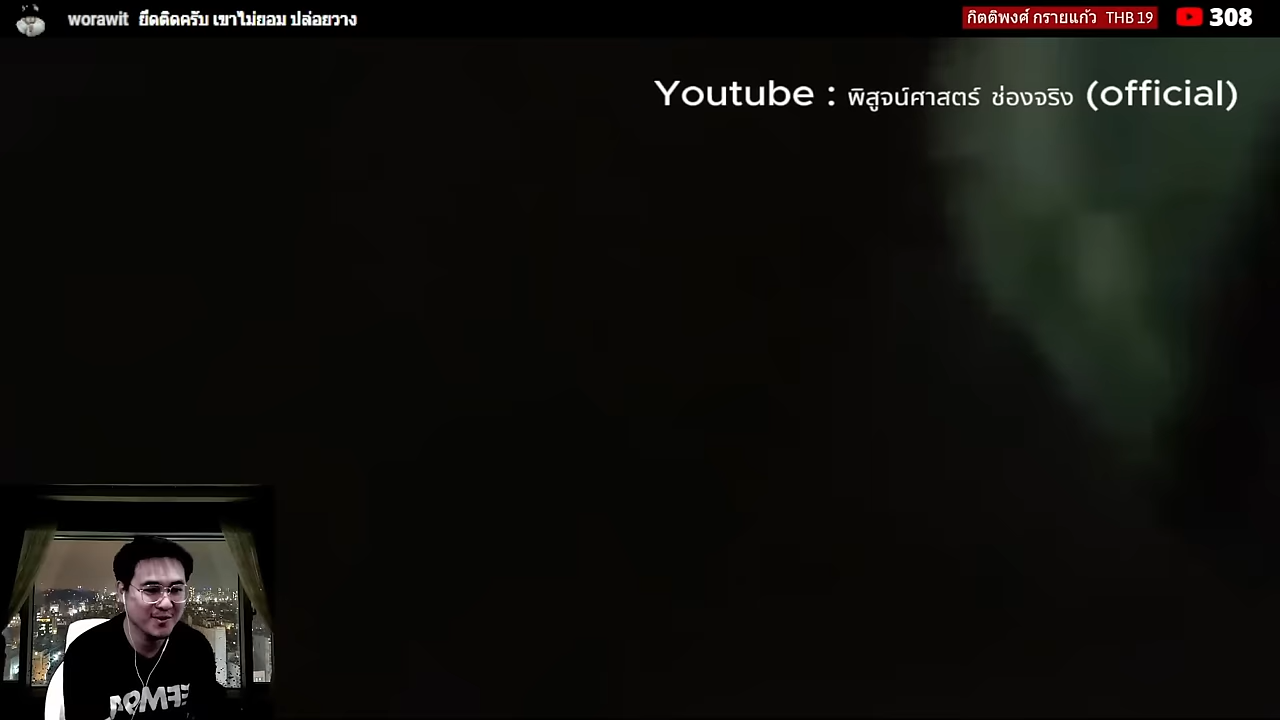 worawit ยึดติดครับ เขาไม่ยอม ปล่อยวาง
กิตติพงศ์ กรายแก้ว THB 19
308
Youtube : พิสูจน์ศาสตร์ ช่องจริง (official)